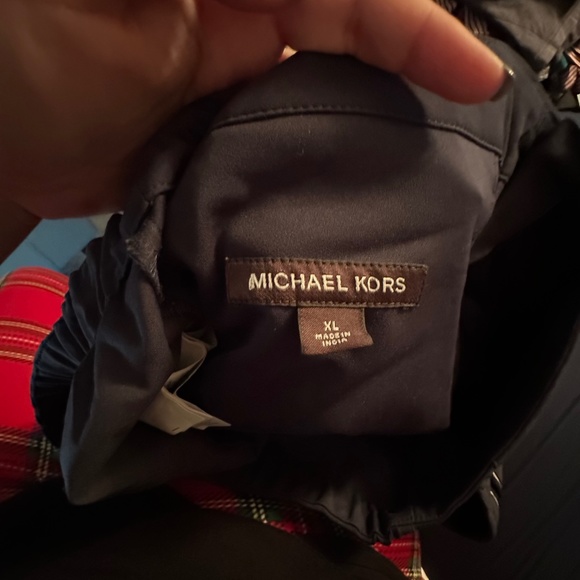 MICHAEL KORS
XL
MADE IN
INDIA